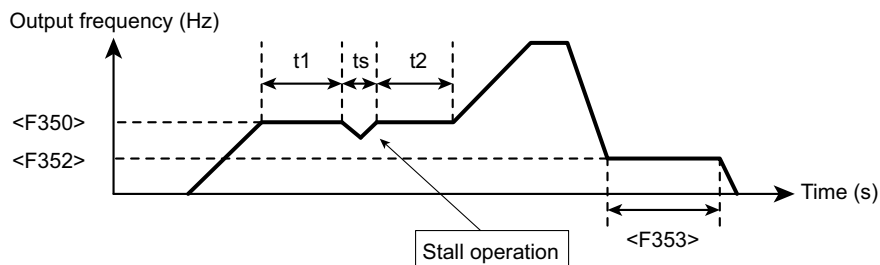 Output frequency (Hz)
t1
ts
t2
<F350>
<F352>
Time (s)
<F353>
Stall operation